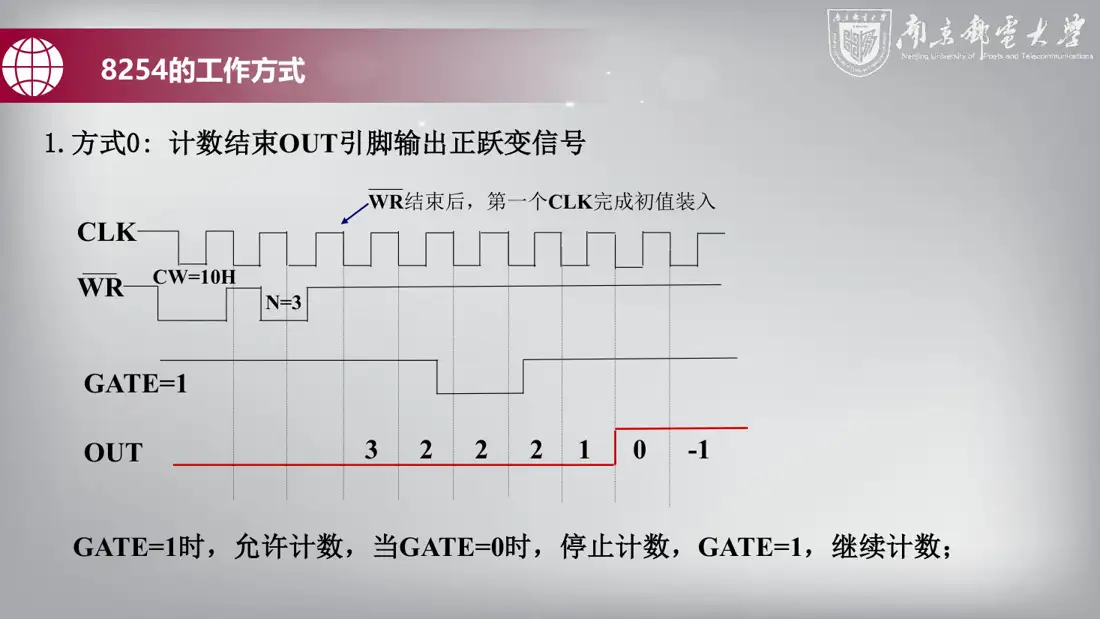 8254的工作方式
南京邮电大学
Nanjing University of Posts and Telecommunications
1. 方式0: 计数结束OUT引脚输出正跃变信号
WR结束后，第一个CLK完成初值装入
CLK
CW=10H
WR
N=3
GATE=1
OUT
3 2 2 2 1 0 -1
GATE=1时，允许计数，当GATE=0时，停止计数，GATE=1，继续计数；